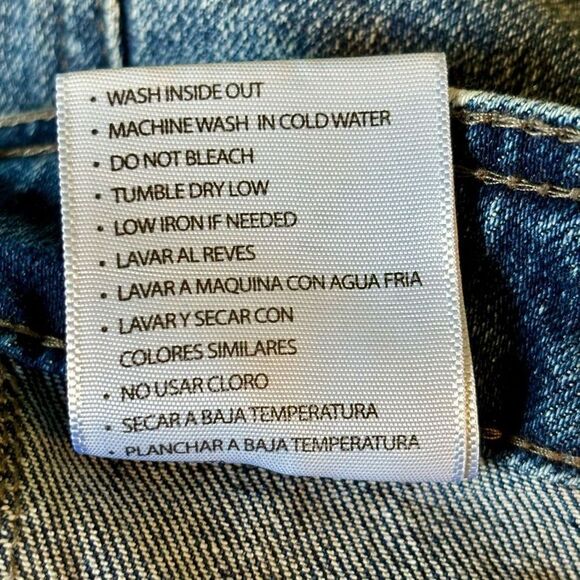 • WASH INSIDE OUT
• MACHINE WASH IN COLD WATER
• DO NOT BLEACH
• TUMBLE DRY LOW
• LOW IRON IF NEEDED
• LAVAR AL REVES
• LAVAR A MAQUINA CON AGUA FRIA
• LAVAR Y SECAR CON
COLORES SIMILARES
• NO USAR CLORO
• SECAR A BAJA TEMPERATURA
• PLANCHAR A BAJA TEMPERATURA